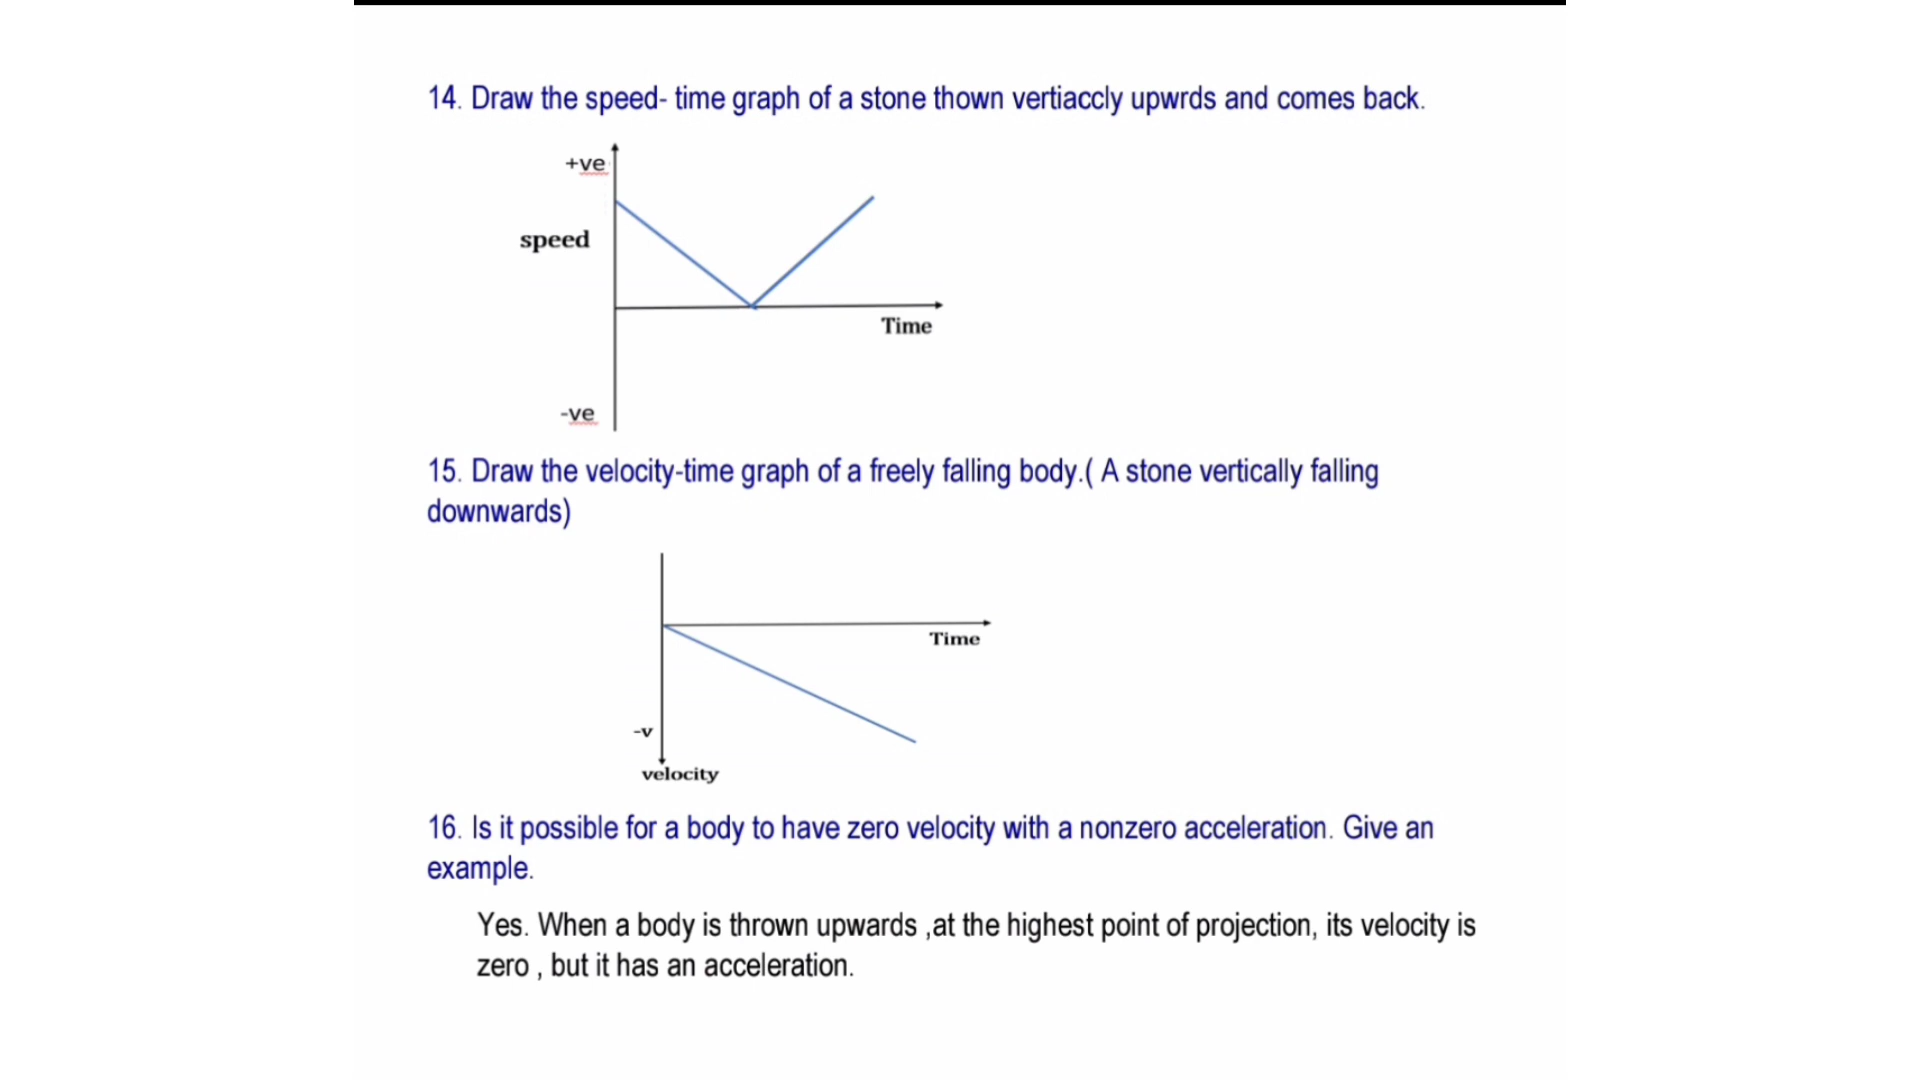 14. Draw the speed- time graph of a stone thown vertiaccly upwrds and comes back.
+ve
speed
Time
-ve
15. Draw the velocity-time graph of a freely falling body.( A stone vertically falling
downwards)
Time
-v
velocity
16. Is it possible for a body to have zero velocity with a nonzero acceleration. Give an
example.
Yes. When a body is thrown upwards ,at the highest point of projection, its velocity is
zero , but it has an acceleration.